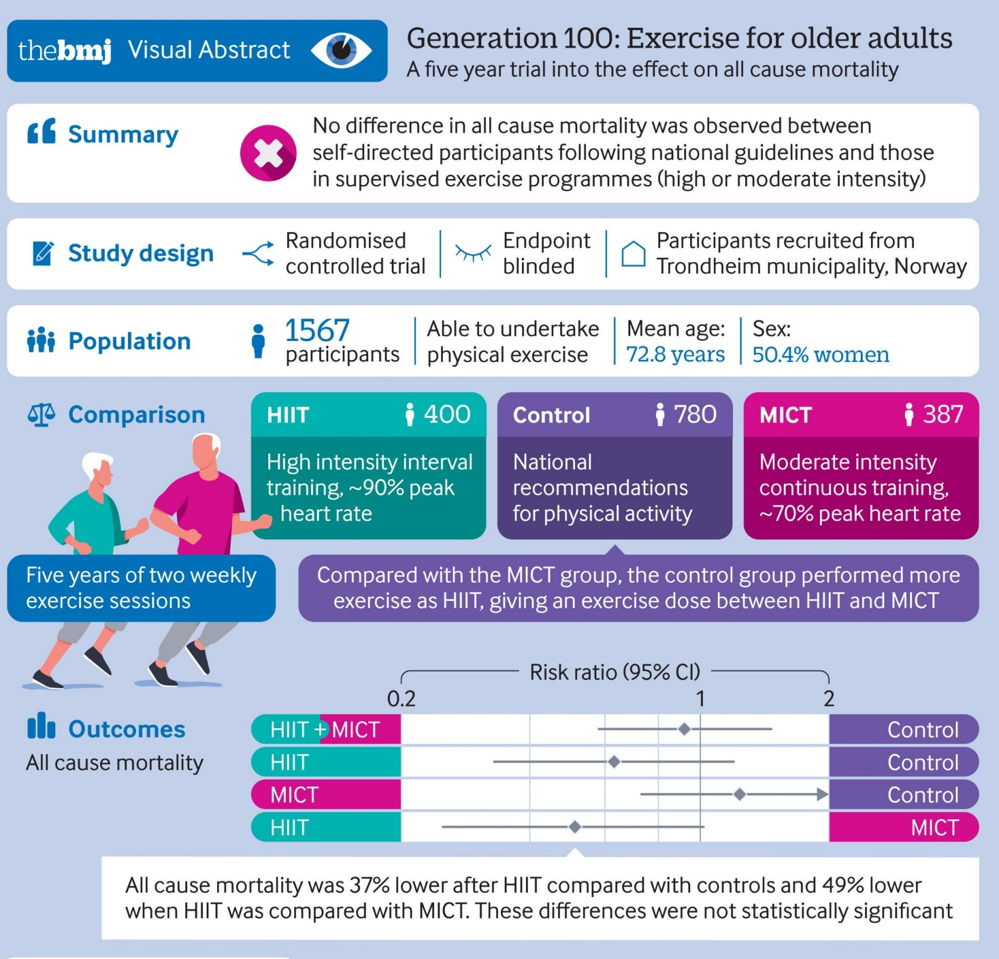 thebmj Visual Abstract
Generation 100: Exercise for older adults
A five year trial into the effect on all cause mortality
Summary
No difference in all cause mortality was observed between
self-directed participants following national guidelines and those
in supervised exercise programmes (high or moderate intensity)
Study design
Randomised
controlled trial
Endpoint
blinded
Participants recruited from
Trondheim municipality, Norway
Population
1567
participants
Able to undertake
physical exercise
Mean age:
72.8 years
Sex:
50.4% women
Comparison
HIIT 400
High intensity interval
training, ~90% peak
heart rate
Control 780
National
recommendations
for physical activity
MICT 387
Moderate intensity
continuous training,
~70% peak heart rate
Five years of two weekly
exercise sessions
Compared with the MICT group, the control group performed more
exercise as HIIT, giving an exercise dose between HIIT and MICT
Risk ratio (95% CI)
0.2 1 2
Outcomes
All cause mortality
HIIT + MICT Control
HIIT Control
MICT Control
HIIT MICT
All cause mortality was 37% lower after HIIT compared with controls and 49% lower
when HIIT was compared with MICT. These differences were not statistically significant